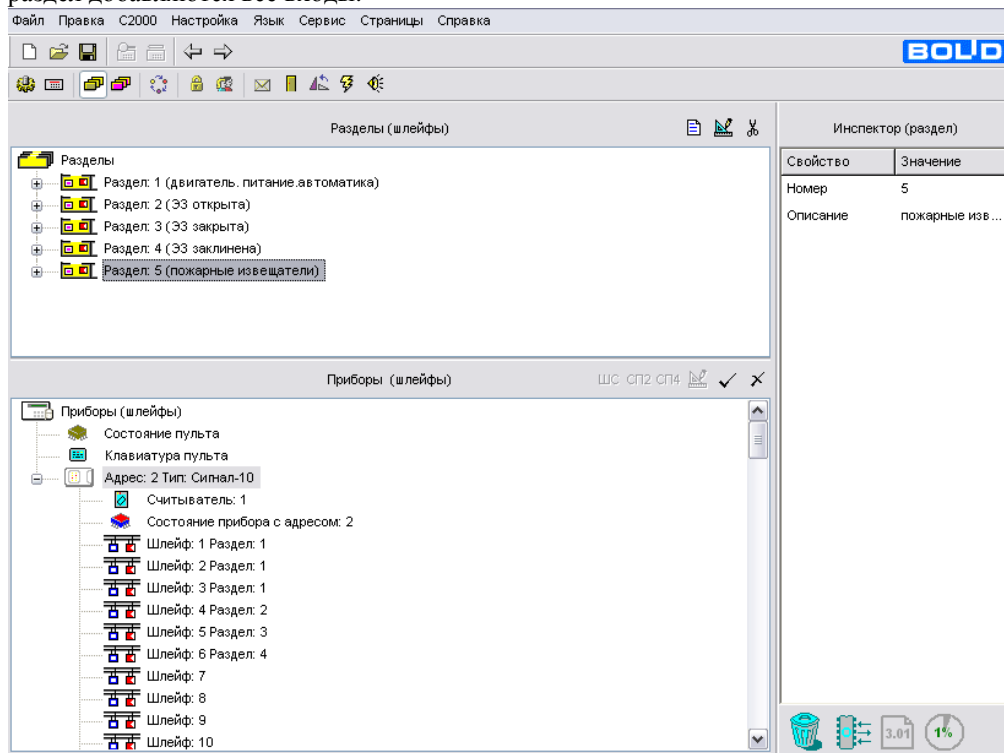 раздел добавляются все входы.
Файл Правка С2000 Настройка Язык Сервис Страницы Справка
BOLID
Разделы (шлейфы)
Инспектор (раздел)
Разделы
Свойство Значение
Раздел: 1 (двигатель. питание.автоматика)
Номер 5
Раздел: 2 (ЭЗ открыта)
Описание пожарные изв...
Раздел: 3 (ЭЗ закрыта)
Раздел: 4 (ЭЗ заклинена)
Раздел: 5 (пожарные извещатели)
Приборы (шлейфы) ШС СП2 СП4
Приборы (шлейфы)
Состояние пульта
Клавиатура пульта
Адрес: 2 Тип: Сигнал-10
Считыватель: 1
Состояние прибора с адресом: 2
Шлейф: 1 Раздел: 1
Шлейф: 2 Раздел: 1
Шлейф: 3 Раздел: 1
Шлейф: 4 Раздел: 2
Шлейф: 5 Раздел: 3
Шлейф: 6 Раздел: 4
Шлейф: 7
Шлейф: 8
Шлейф: 9
Шлейф: 10
3.01 1%